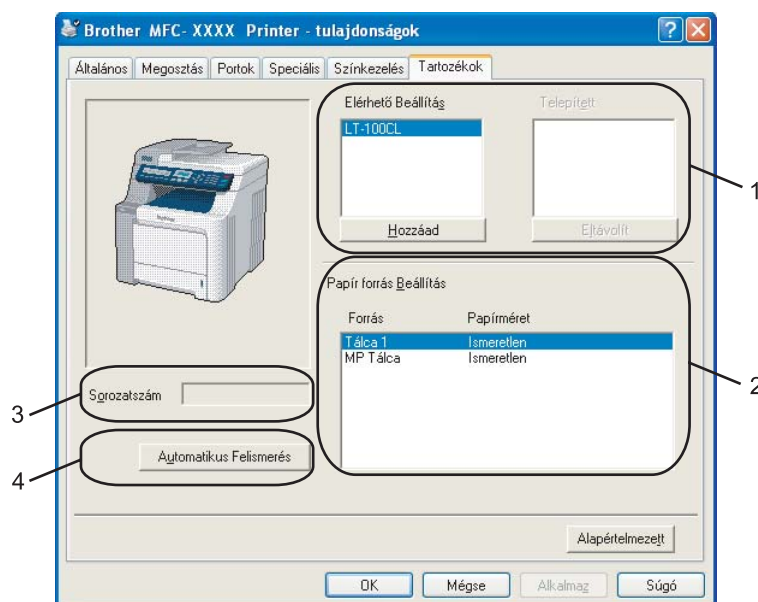 Brother MFC- XXXX Printer - tulajdonságok
Általános Megosztás Portok Speciális Színkezelés Tartozékok
Elérhető Beállítás
Telepített
LT-100CL
Hozzáad
Eltávolít
1
Papír forrás Beállítás
Forrás Papírméret
Tálca 1 Ismeretlen
MP Tálca Ismeretlen
2
Sorozatszám
3
Automatikus Felismerés
4
Alapértelmezett
OK Mégse Alkalmaz Súgó